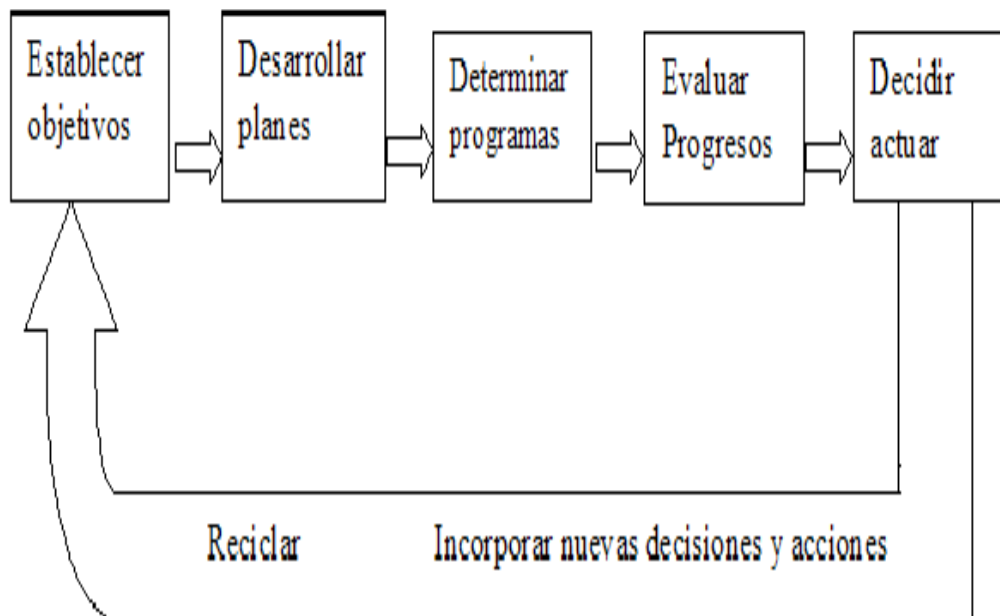 Establecer
objetivos
Desarrollar
planes
Determinar
programas
Evaluar
Progresos
Decidir
actuar
Reciclar
Incorporar nuevas decisiones y acciones